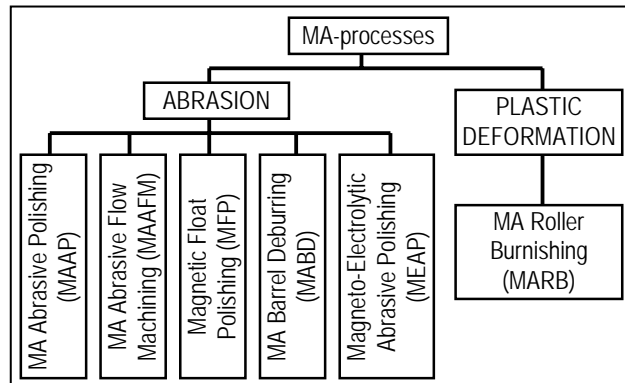 MA-processes
ABRASION
PLASTIC
DEFORMATION
MA Abrasive Polishing
(MAAP)
MA Abrasive Flow
Machining (MAAFM)
Magnetic Float
Polishing (MFP)
MA Barrel Deburring
(MABD)
Magneto-Electrolytic
Abrasive Polishing
(MEAP)
MA Roller
Burnishing
(MARB)